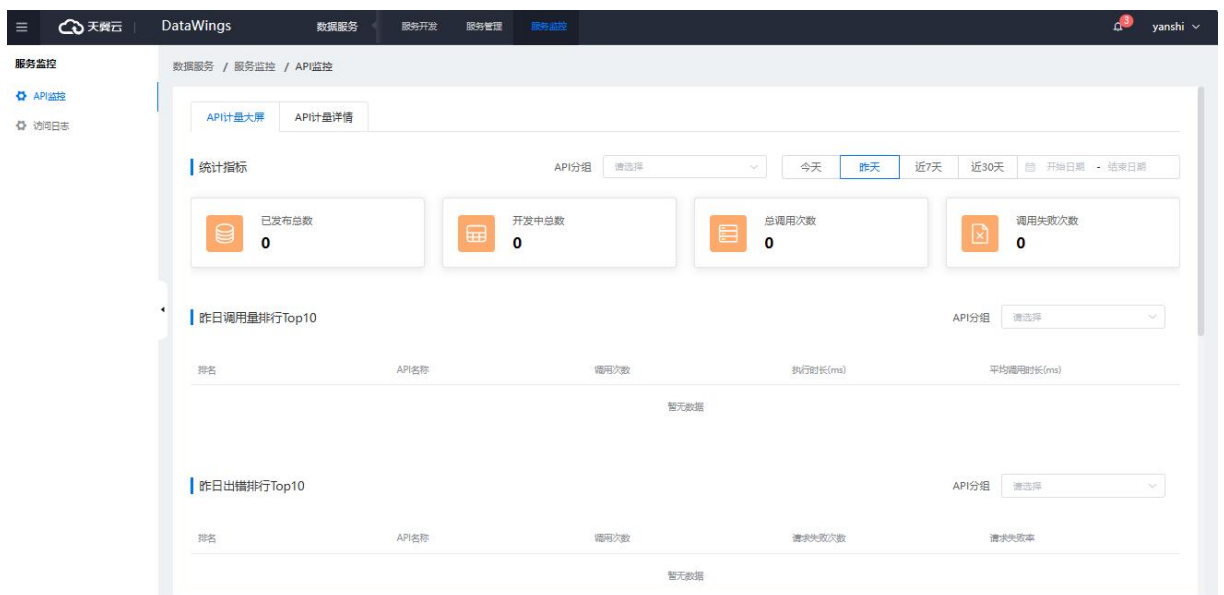 天翼云 DataWings 数据服务 服务开发 服务管理 服务监控 3 yanshi
服务监控
API监控
访问日志
数据服务 / 服务监控 / API监控
API计量大屏 API计量详情
统计指标 API分组 请选择 今天 昨天 近7天 近30天 开始日期 - 结束日期
已发布总数 开发中总数 总调用次数 调用失败次数
0 0 0 0
昨日调用量排行Top10 API分组 请选择
排名 API名称 调用次数 执行时长(ms) 平均调用时长(ms)
暂无数据
昨日出错排行Top10 API分组 请选择
排名 API名称 调用次数 请求失败次数 请求失败率
暂无数据